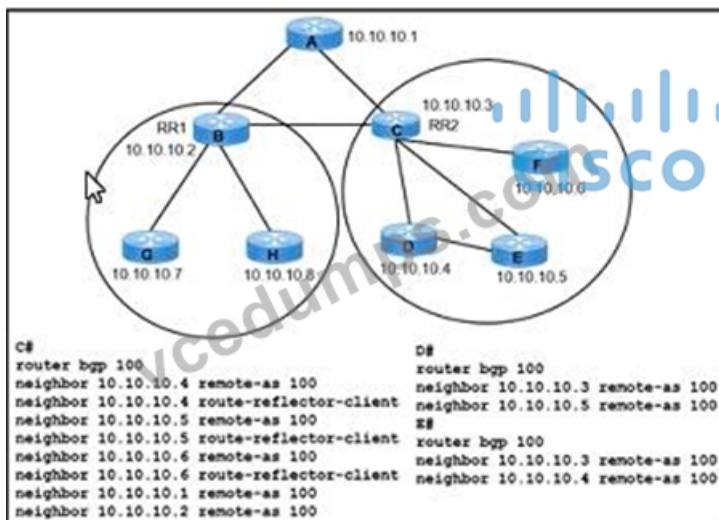 A
10.10.10.1
RR1
B
10.10.10.2
10.10.10.3
C
RR2
CISCO
F
10.10.10.6
G
10.10.10.7
H
10.10.10.8
D
10.10.10.4
E
10.10.10.5
vcedumps.com
C#
router bgp 100
neighbor 10.10.10.4 remote-as 100
neighbor 10.10.10.4 route-reflector-client
neighbor 10.10.10.5 remote-as 100
neighbor 10.10.10.5 route-reflector-client
neighbor 10.10.10.6 remote-as 100
neighbor 10.10.10.6 route-reflector-client
neighbor 10.10.10.1 remote-as 100
neighbor 10.10.10.2 remote-as 100
D#
router bgp 100
neighbor 10.10.10.3 remote-as 100
neighbor 10.10.10.5 remote-as 100
E#
router bgp 100
neighbor 10.10.10.3 remote-as 100
neighbor 10.10.10.4 remote-as 100